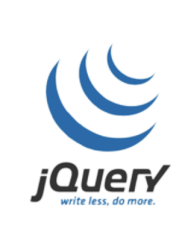 jQuery
write less, do more.